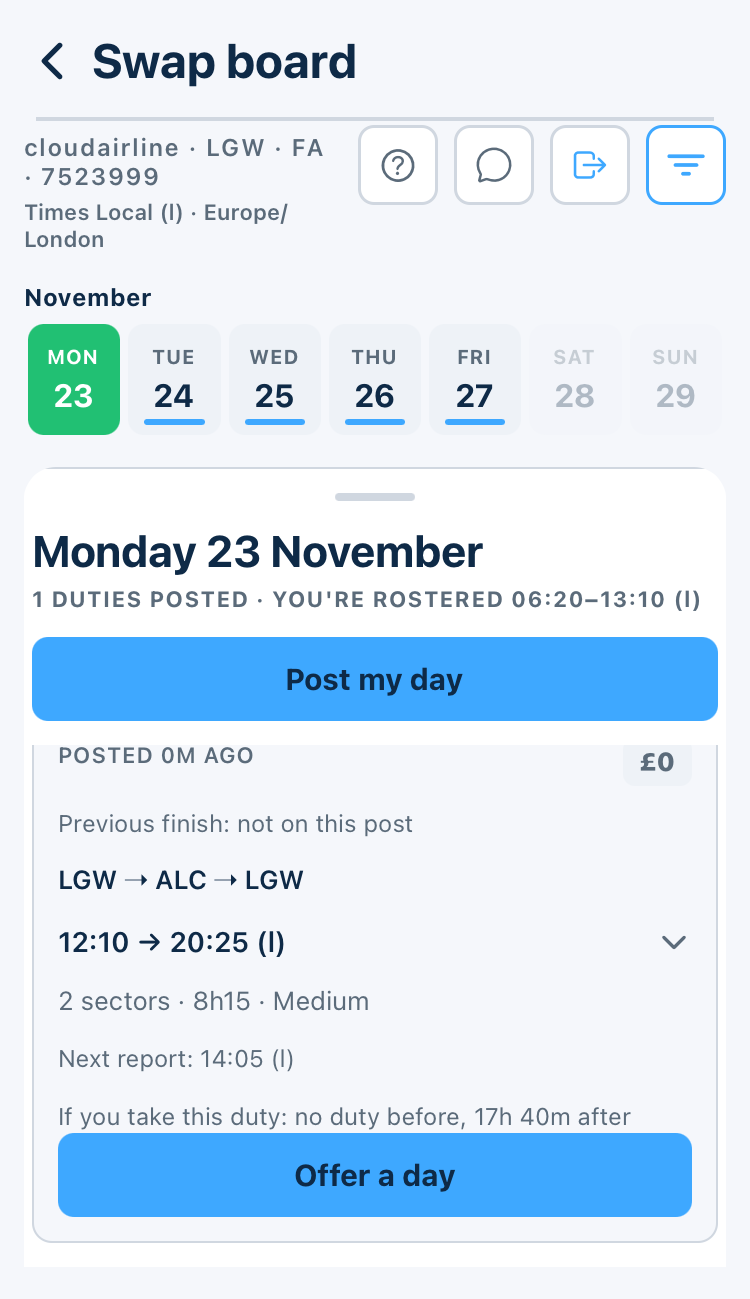 Swap board
cloudairline · LGW · FA
· 7523999
Times Local (l) · Europe/
London
November
MON TUE WED THU FRI SAT SUN
23 24 25 26 27 28 29
Monday 23 November
1 DUTIES POSTED · YOU'RE ROSTERED 06:20–13:10 (l)
Post my day
POSTED 0M AGO £0
Previous finish: not on this post
LGW → ALC → LGW
12:10 → 20:25 (l)
2 sectors · 8h15 · Medium
Next report: 14:05 (l)
If you take this duty: no duty before, 17h 40m after
Offer a day